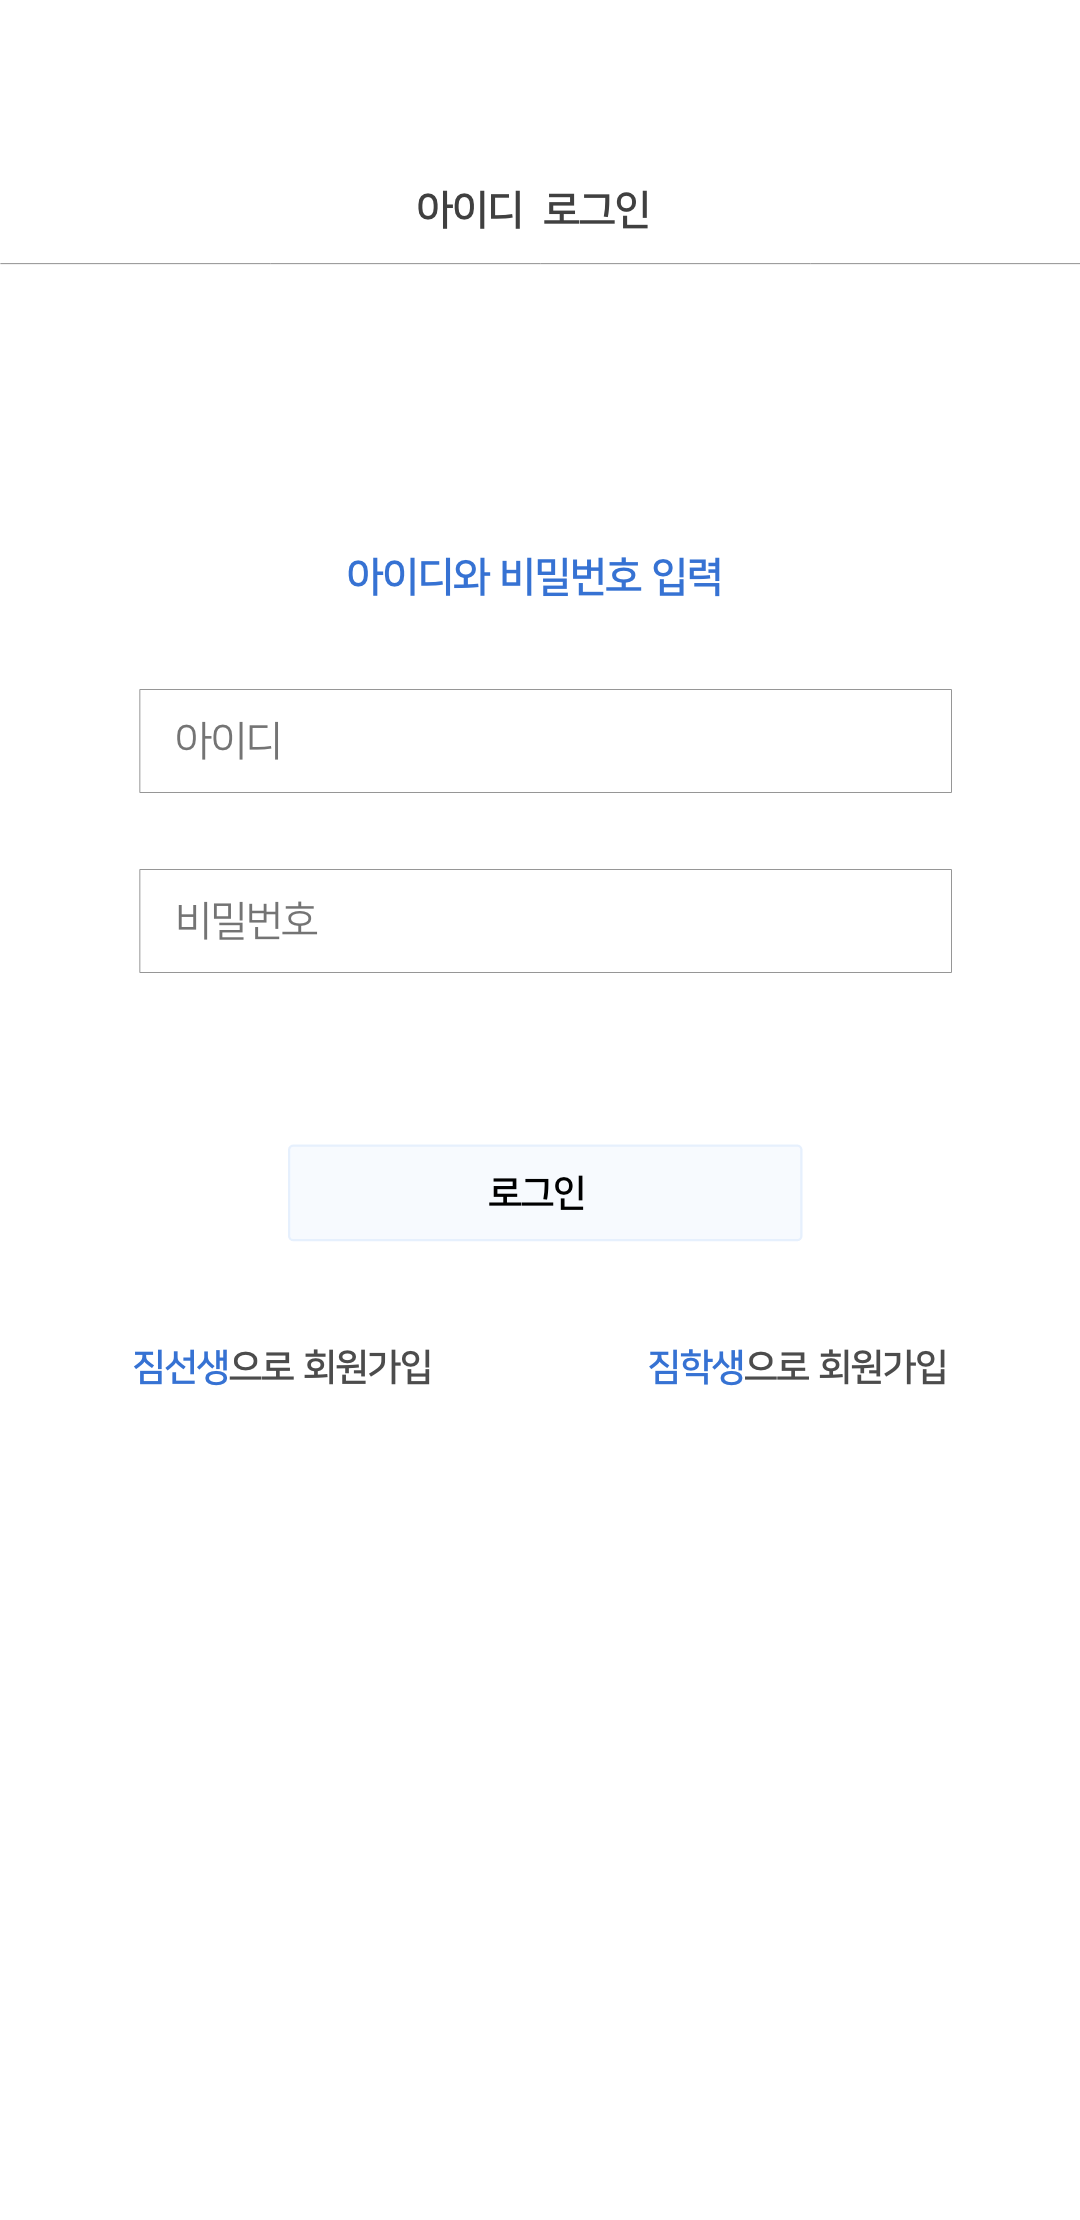 아이디 로그인
아이디와 비밀번호 입력
아이디
비밀번호
로그인
짐선생으로 회원가입
짐학생으로 회원가입